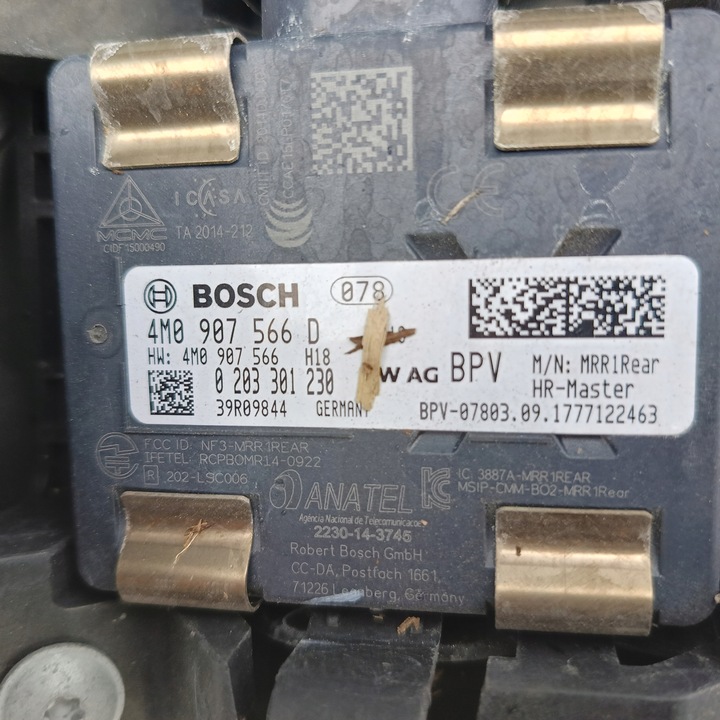 ICASA
TA 2014-212
MCMC
CIDF15000490
CE
BOSCH
078
4M0 907 566 D
HW: 4M0 907 566 H18
0 203 301 230
39R09844 GERMANY
W AG BPV
M/N: MRR1Rear
HR-Master
BPV-07803.09.1777122463
FCC ID: NF3-MRR1REAR
IFETEL: RCPBOMR14-0922
R 202-LSC006
ANATEL
Agência Nacional de Telecomunicações
2230-14-3745
IC: 3887A-MRR1REAR
MSIP-CMM-BO2-MRR1Rear
Robert Bosch GmbH
CC-DA, Postfach 1661,
71226 Leonberg, Germany